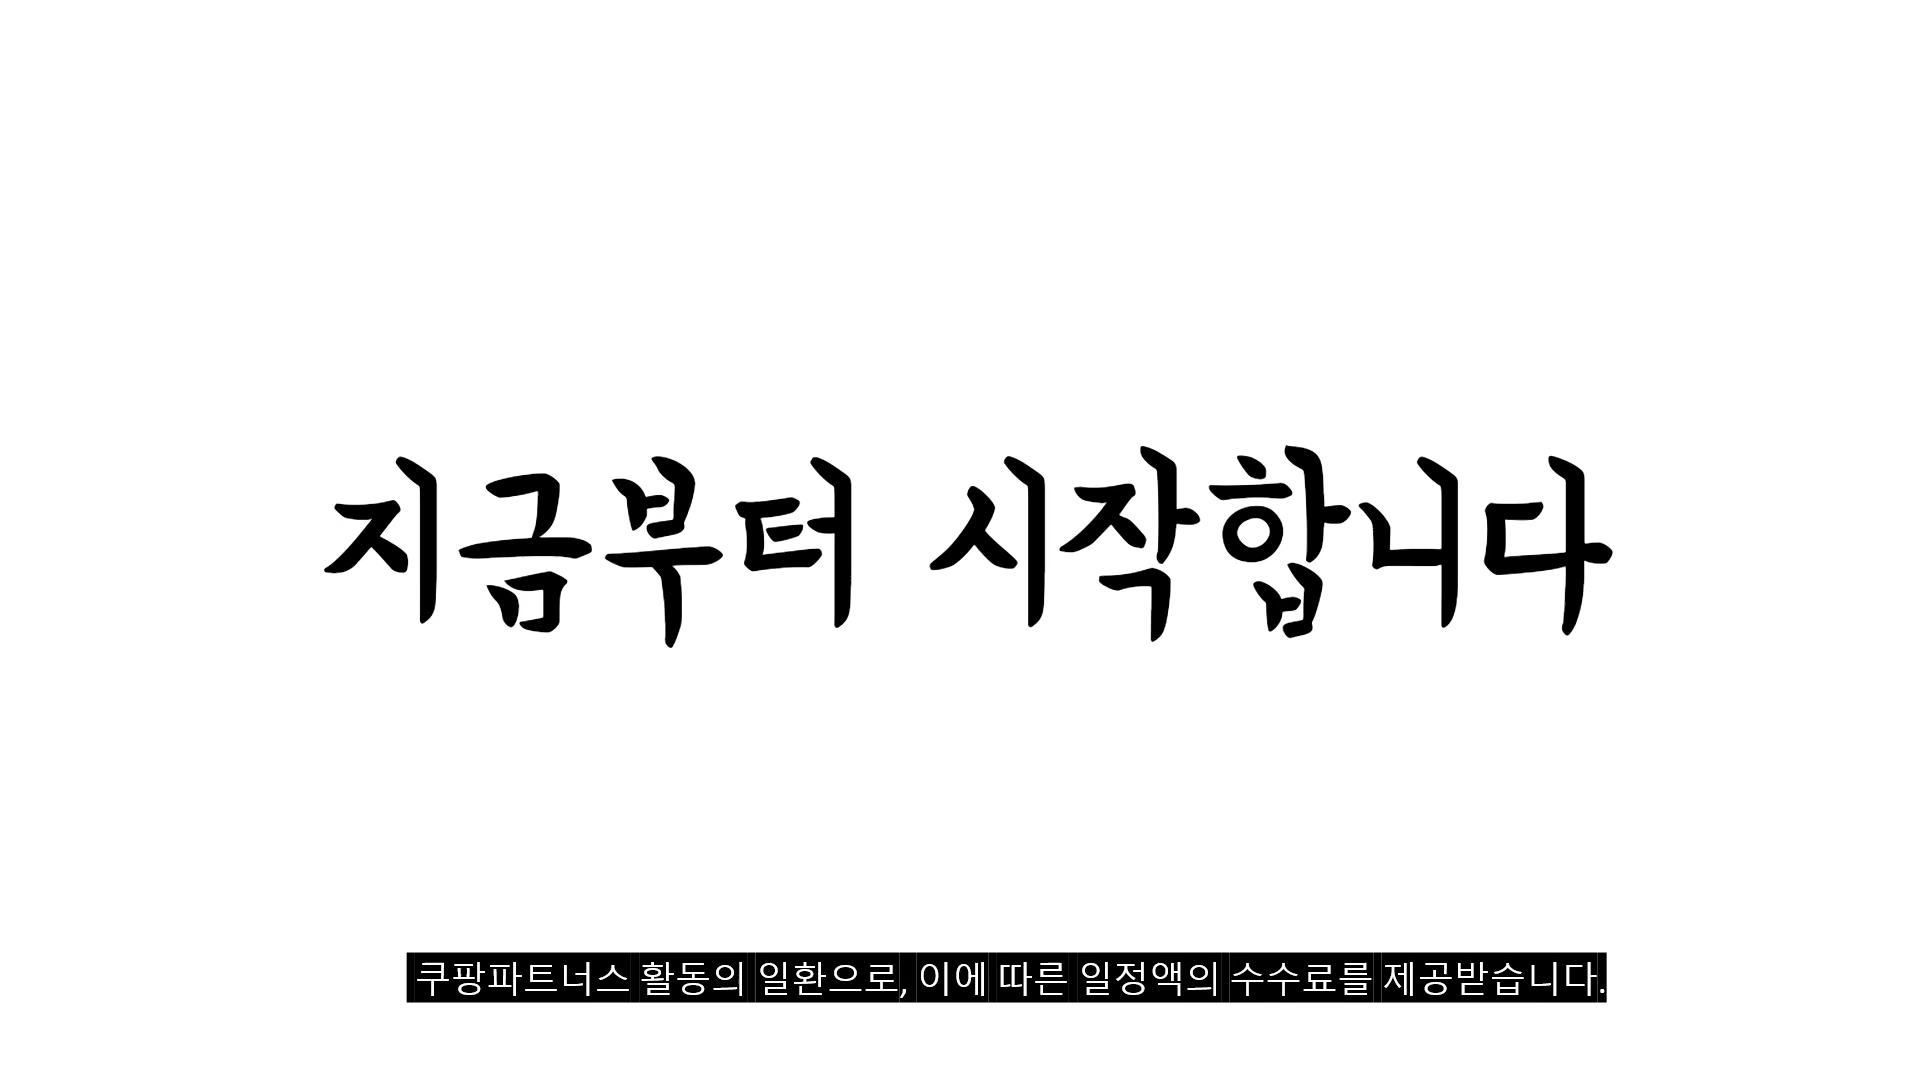 지금부터 시작합니다
쿠팡파트너스 활동의 일환으로, 이에 따른 일정액의 수수료를 제공받습니다.